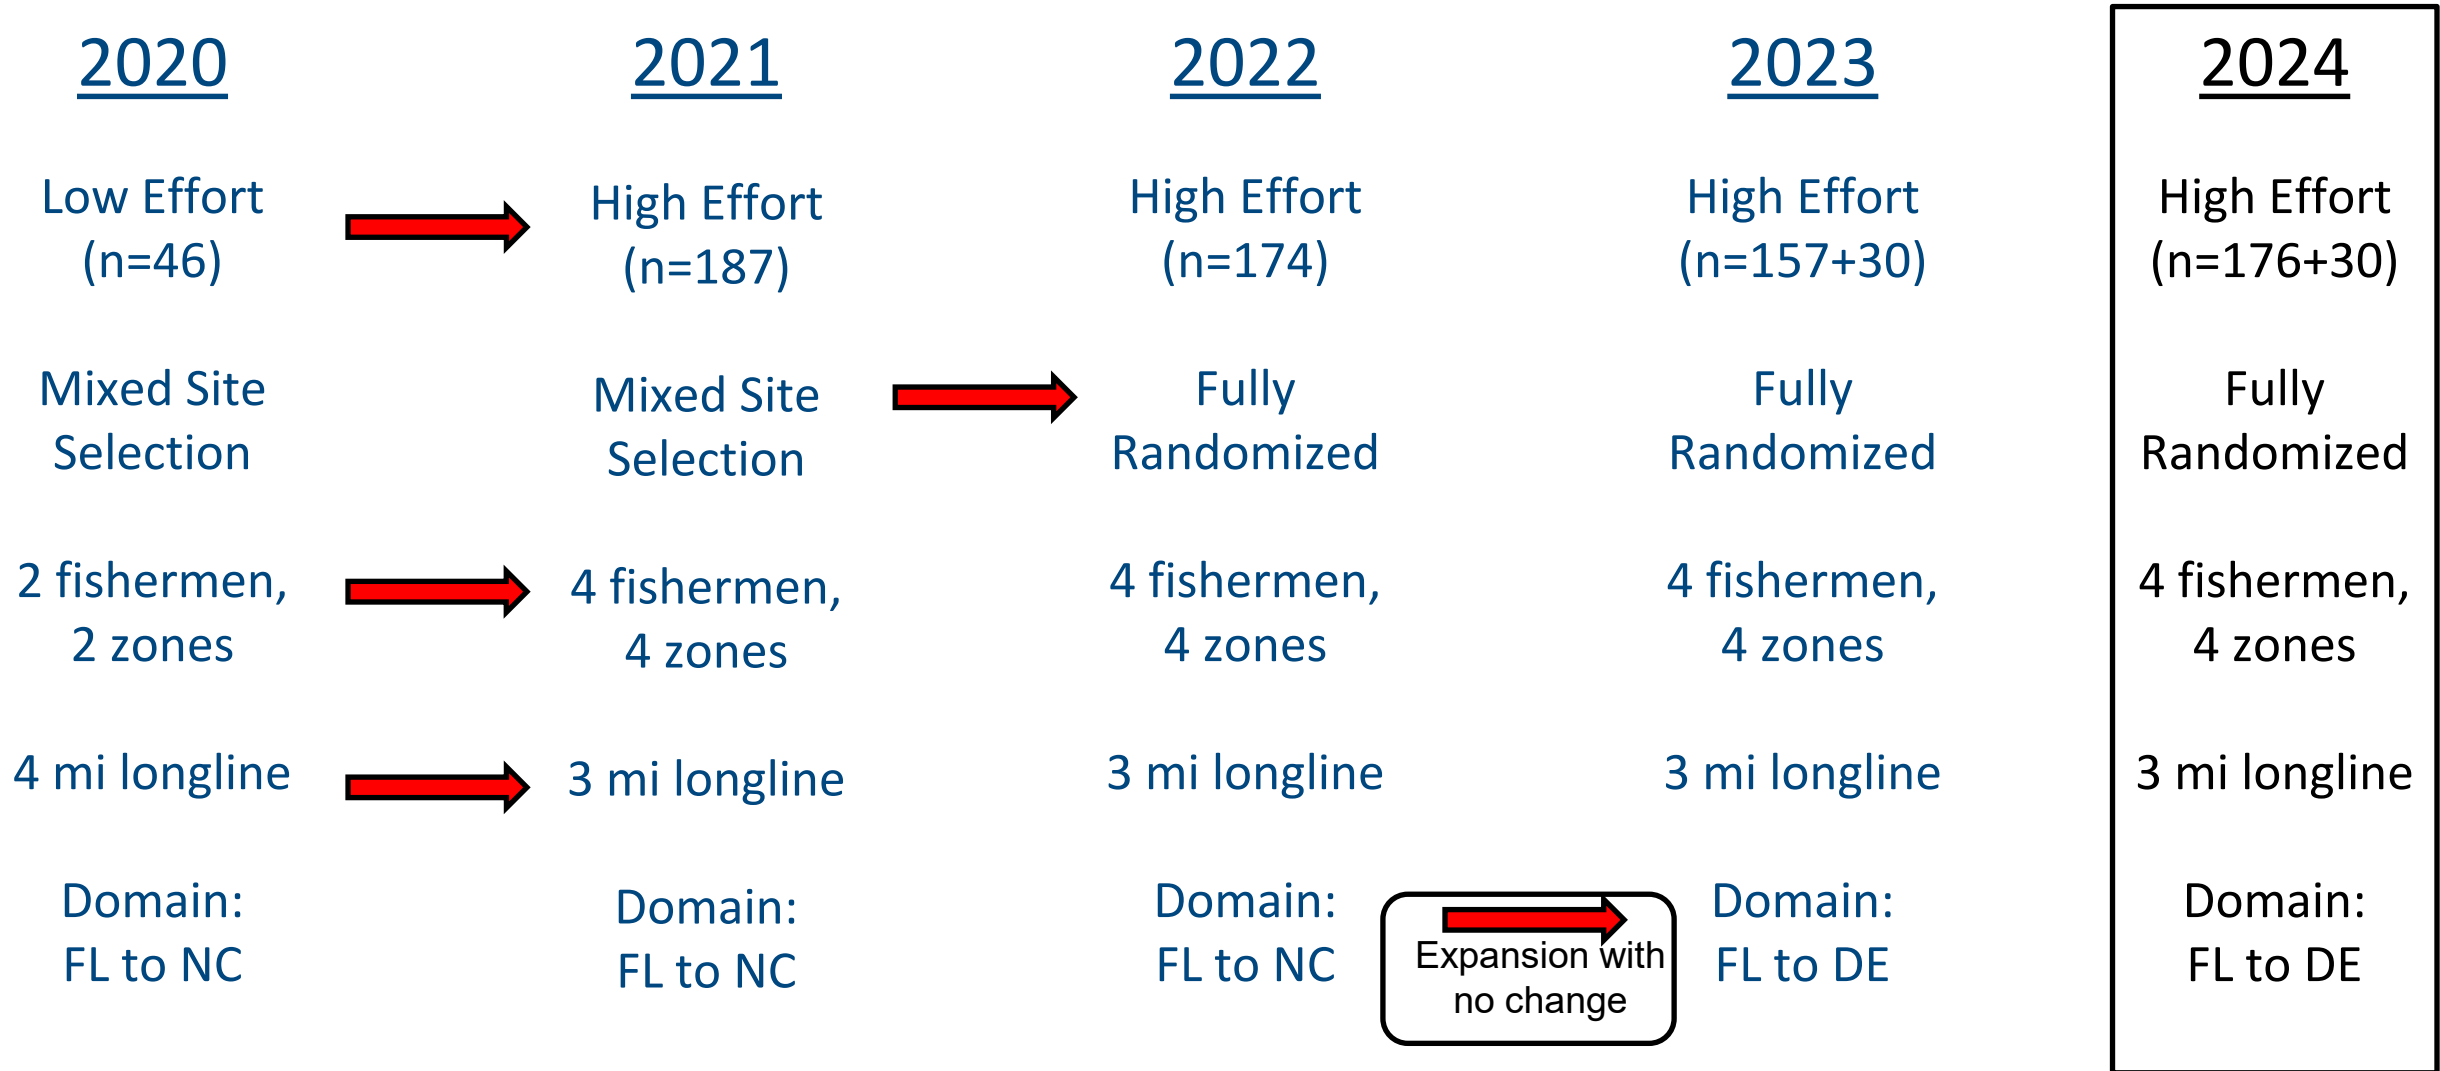 2020
Low Effort
(n=46)
Mixed Site
Selection
2 fishermen,
2 zones
4 mi longline
Domain:
FL to NC
2021
High Effort
(n=187)
Mixed Site
Selection
4 fishermen,
4 zones
3 mi longline
Domain:
FL to NC
2022
High Effort
(n=174)
Fully
Randomized
4 fishermen,
4 zones
3 mi longline
Domain:
FL to NC
Expansion with
no change
2023
High Effort
(n=157+30)
Fully
Randomized
4 fishermen,
4 zones
3 mi longline
Domain:
FL to DE
2024
High Effort
(n=176+30)
Fully
Randomized
4 fishermen,
4 zones
3 mi longline
Domain:
FL to DE